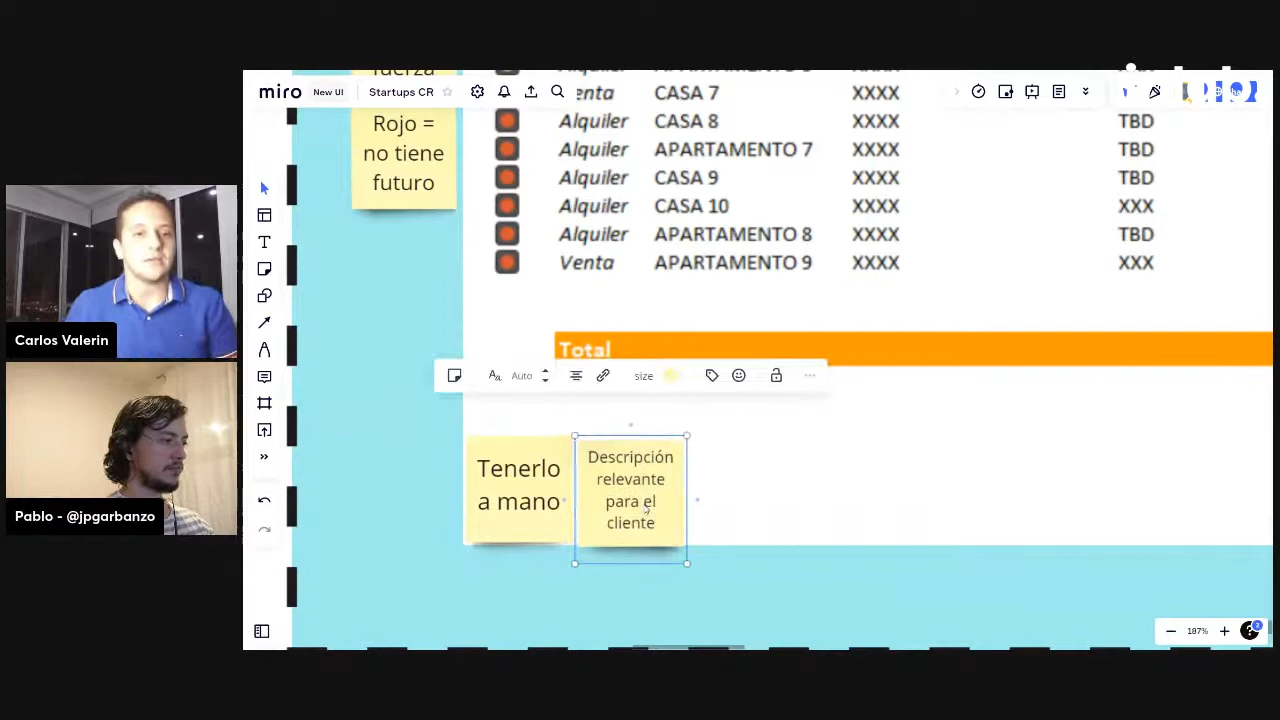 miro
New UI
Startups CR
fuerza
Rojo =
no tiene
futuro
Venta CASA 7 XXXX
Alquiler CASA 8 XXXX TBD
Alquiler APARTAMENTO 7 XXXX TBD
Alquiler CASA 9 XXXX TBD
Alquiler CASA 10 XXXX XXX
Alquiler APARTAMENTO 8 XXXX TBD
Venta APARTAMENTO 9 XXXX XXX
Total
Aa Auto size
Tenerlo
a mano
Descripción
relevante
para el
cliente
Carlos Valerin
Pablo - @jpgarbanzo
187%
? 2